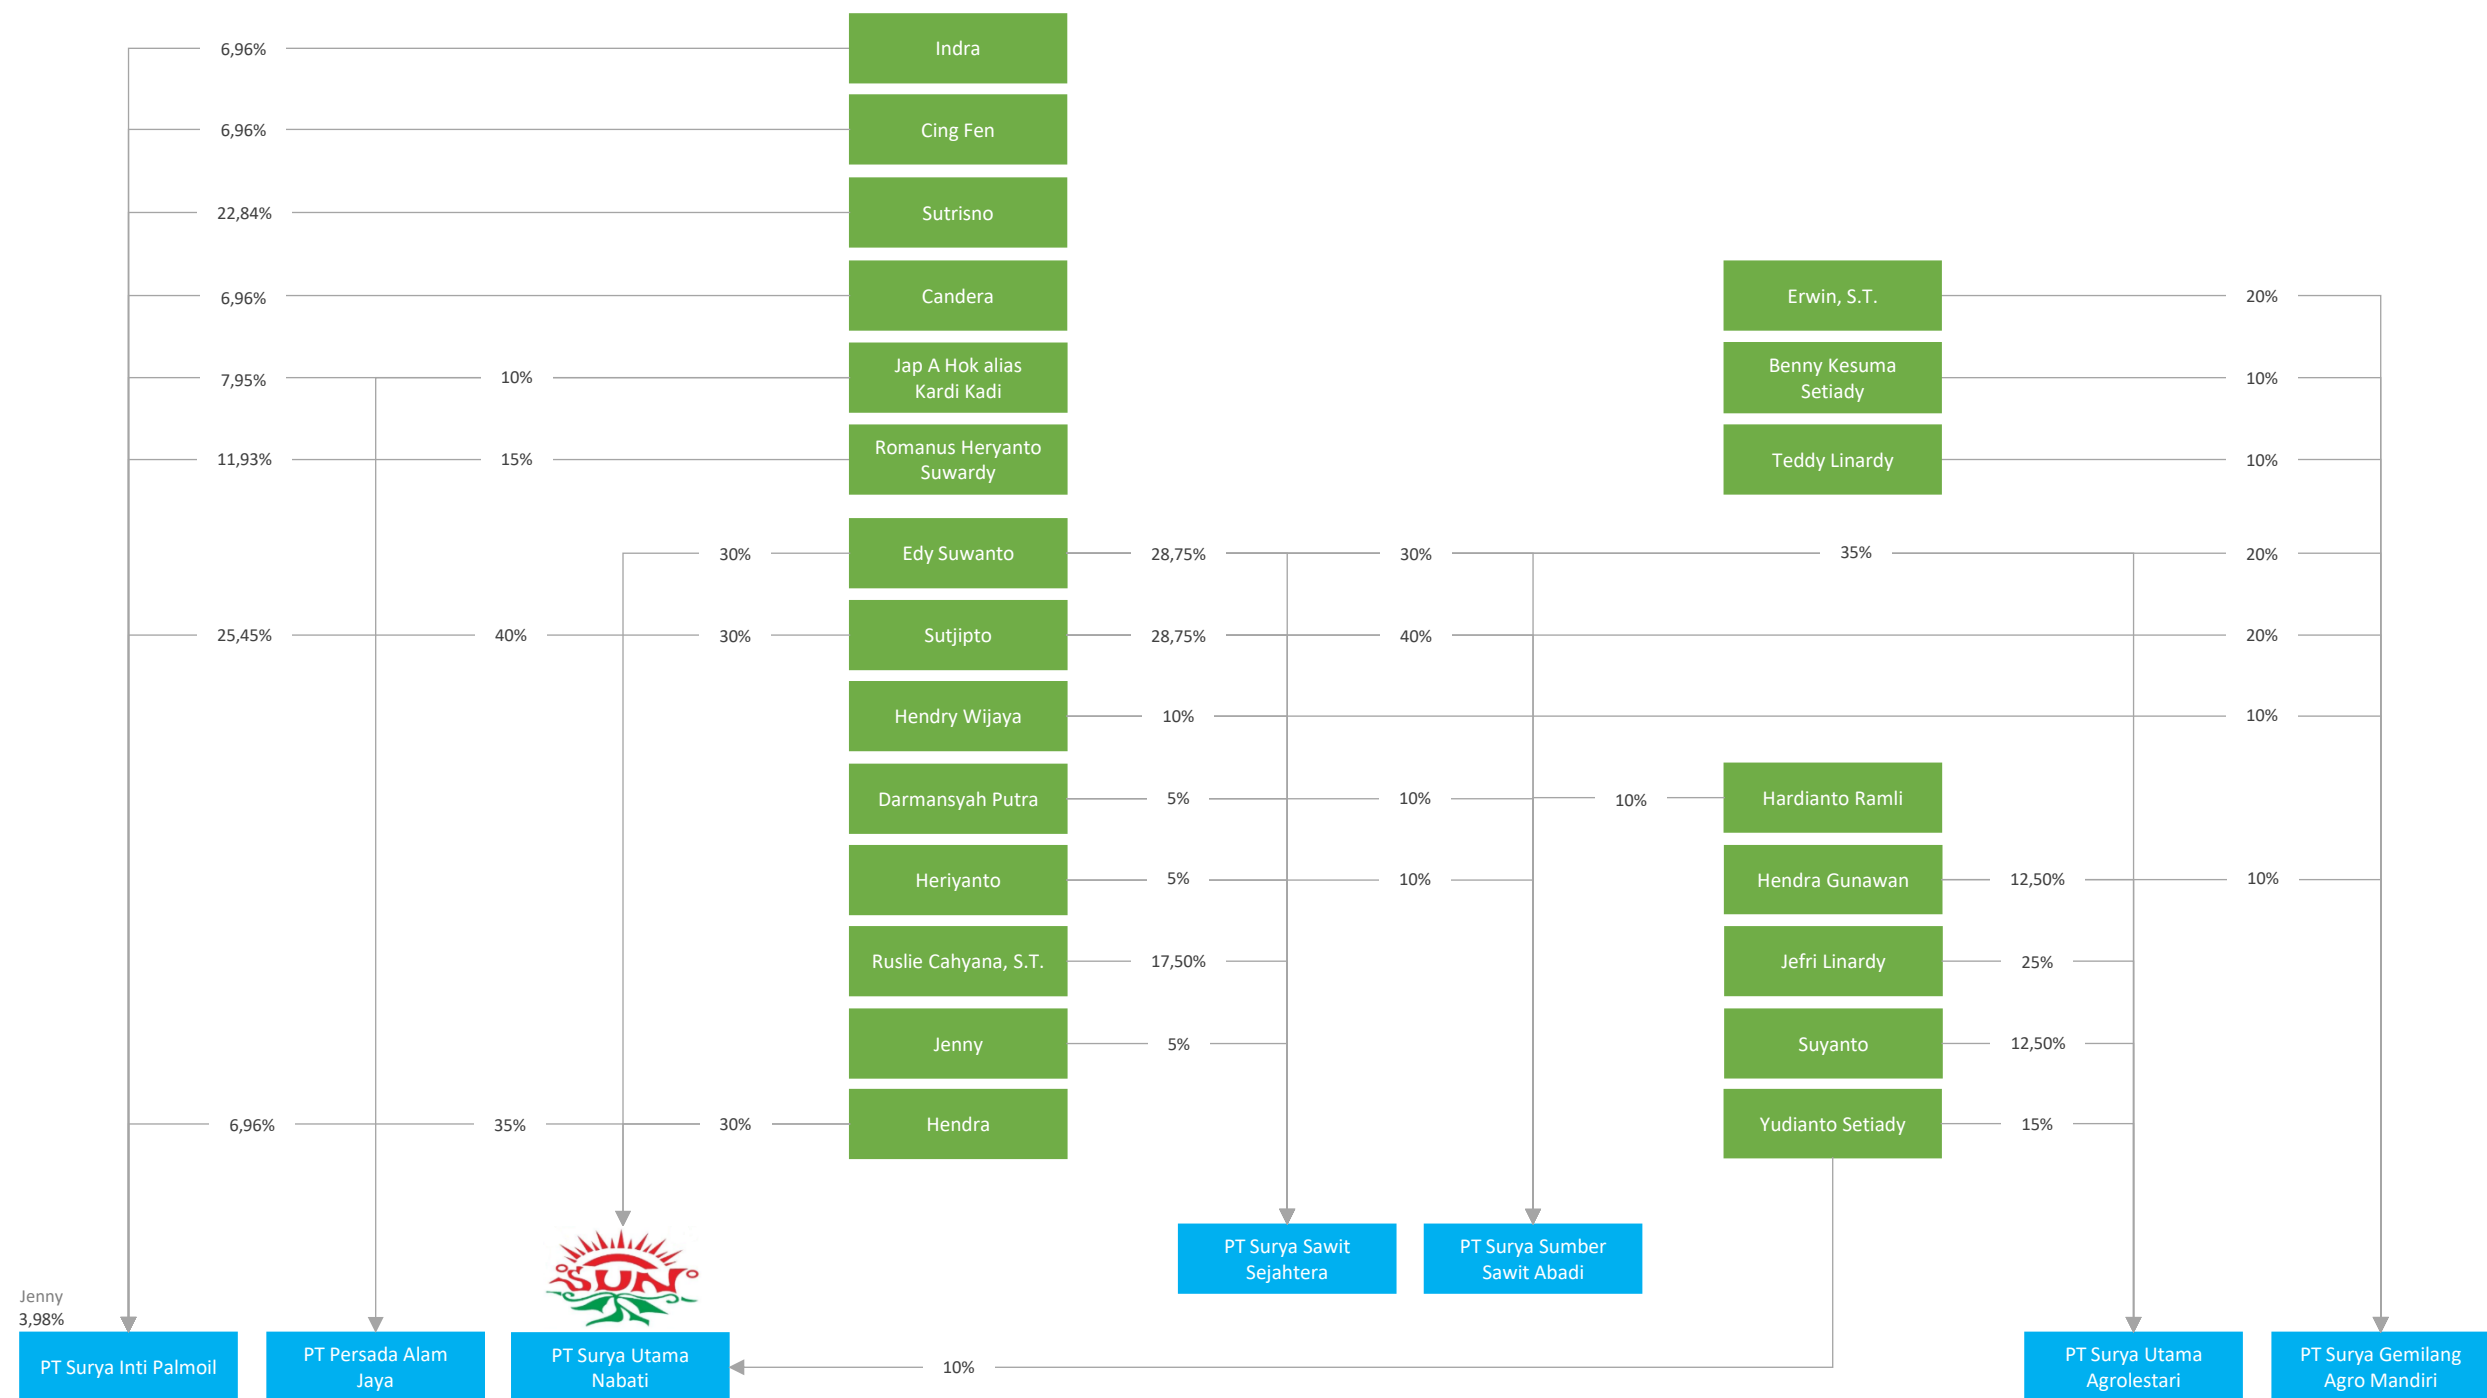 6,96%
Indra
6,96%
Cing Fen
22,84%
Sutrisno
6,96%
Candera
Erwin, S.T.
20%
7,95%
10%
Jap A Hok alias
Kardi Kadi
Benny Kesuma
Setiady
10%
11,93%
15%
Romanus Heryanto
Suwardy
Teddy Linardy
10%
30%
Edy Suwanto
28,75%
30%
35%
20%
25,45%
40%
30%
Sutjipto
28,75%
40%
20%
Hendry Wijaya
10%
10%
Darmansyah Putra
5%
10%
10%
Hardianto Ramli
Heriyanto
5%
10%
Hendra Gunawan
12,50%
10%
Ruslie Cahyana, S.T.
17,50%
Jefri Linardy
25%
Jenny
5%
Suyanto
12,50%
6,96%
35%
30%
Hendra
Yudianto Setiady
15%
SUN
PT Surya Sawit
Sejahtera
PT Surya Sumber
Sawit Abadi
Jenny
3,98%
PT Surya Inti Palmoil
PT Persada Alam
Jaya
PT Surya Utama
Nabati
10%
PT Surya Utama
Agrolestari
PT Surya Gemilang
Agro Mandiri